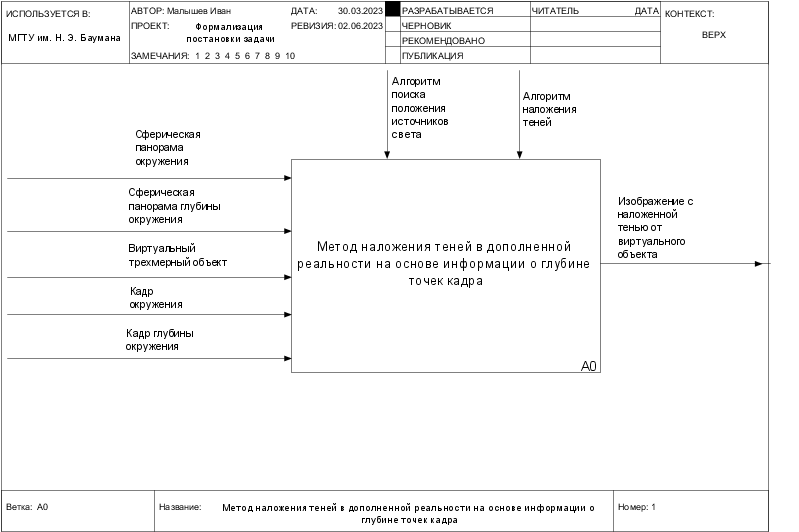 ИСПОЛЬЗУЕТСЯ В:
МГТУ им. Н. Э. Баумана
АВТОР: Малышев Иван
ДАТА: 30.03.2023
ПРОЕКТ: Формализация
постановки задачи
РЕВИЗИЯ: 02.06.2023
ЗАМЕЧАНИЯ: 1 2 3 4 5 6 7 8 9 10
РАЗРАБАТЫВАЕТСЯ
ЧЕРНОВИК
РЕКОМЕНДОВАНО
ПУБЛИКАЦИЯ
ЧИТАТЕЛЬ
ДАТА
КОНТЕКСТ:
ВЕРХ
Алгоритм
поиска
положения
источников
света
Алгоритм
наложения
теней
Сферическая
панорама
окружения
Сферическая
панорама глубины
окружения
Виртуальный
трехмерный объект
Кадр
окружения
Кадр глубины
окружения
Метод наложения теней в дополненной
реальности на основе информации о глубине
точек кадра
A0
Изображение с
наложенной
тенью от
виртуального
объекта
Ветка: A0
Название: Метод наложения теней в дополненной реальности на основе информации о
глубине точек кадра
Номер: 1